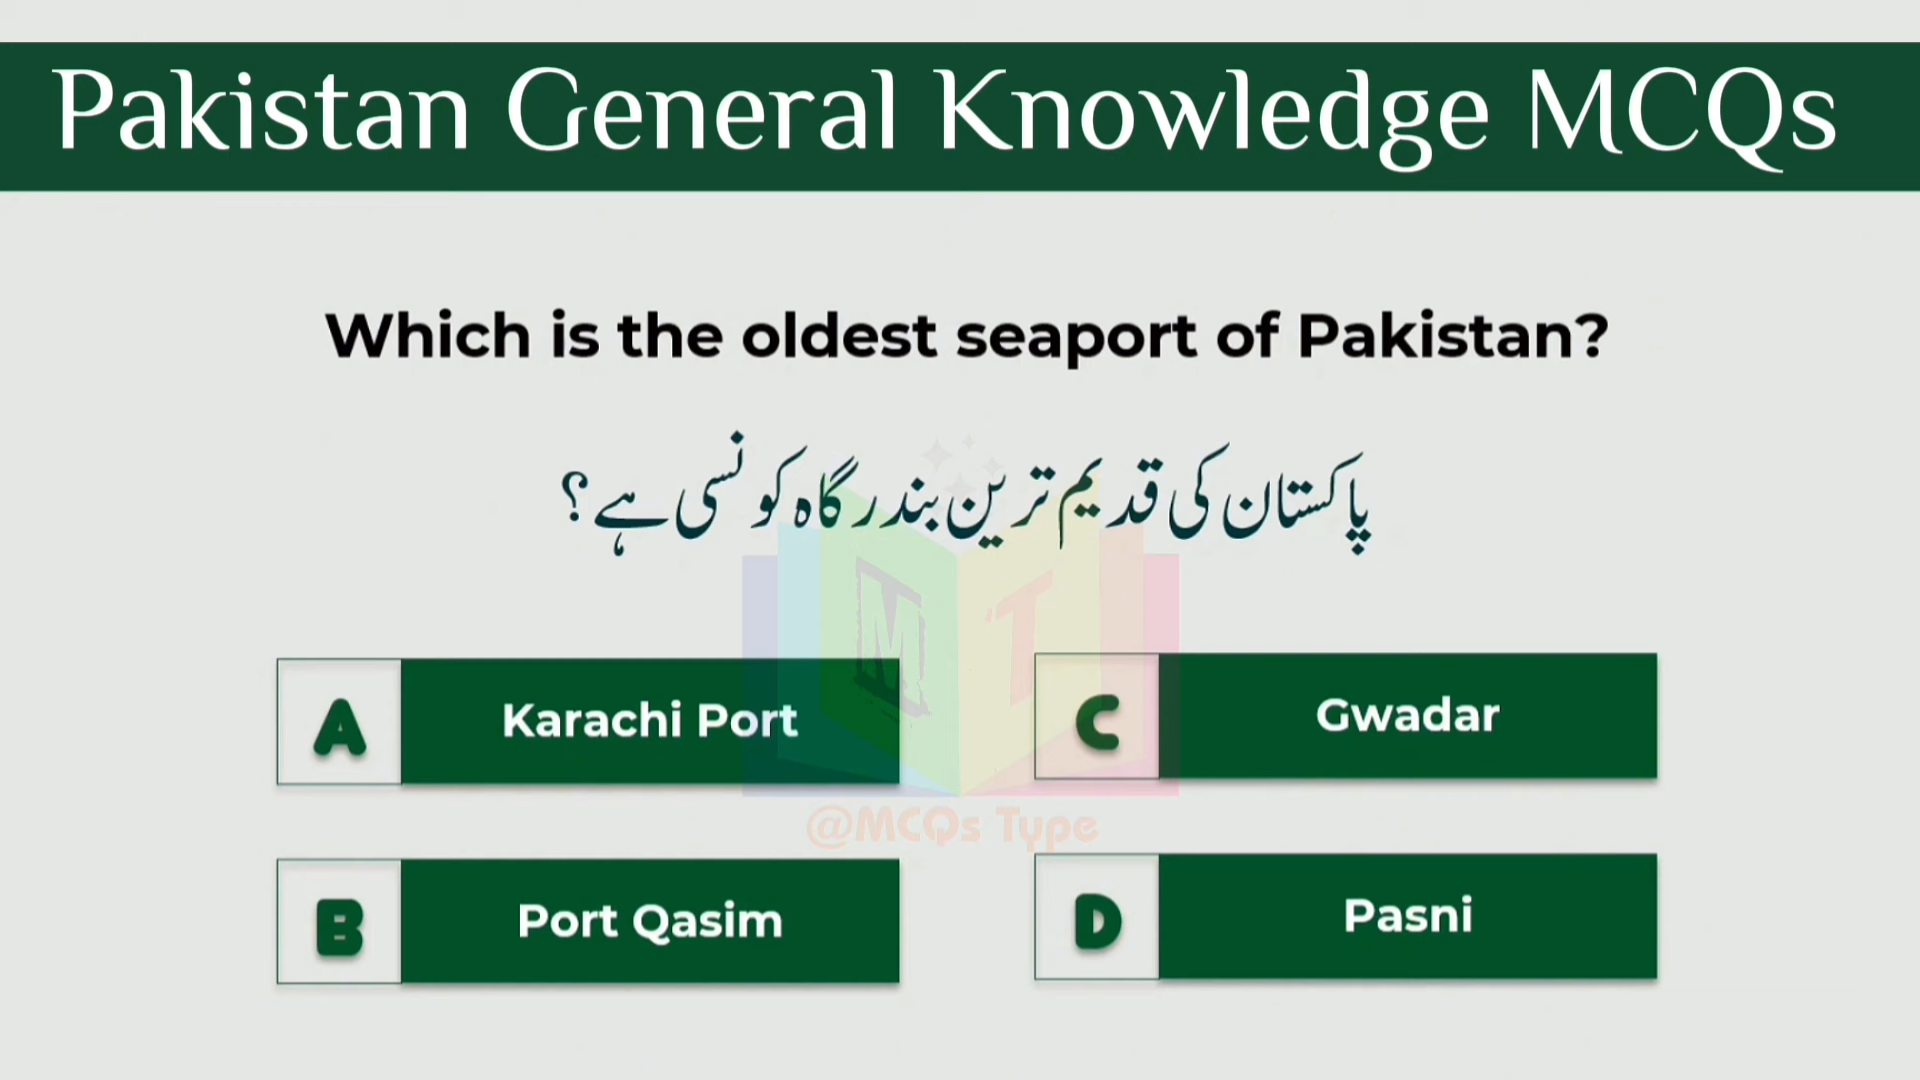 Pakistan General Knowledge MCQs
Which is the oldest seaport of Pakistan?
پاکستان کی قدیم ترین بندرگاہ کونسی ہے؟
A Karachi Port
C Gwadar
M T
@MCQs Type
B Port Qasim
D Pasni